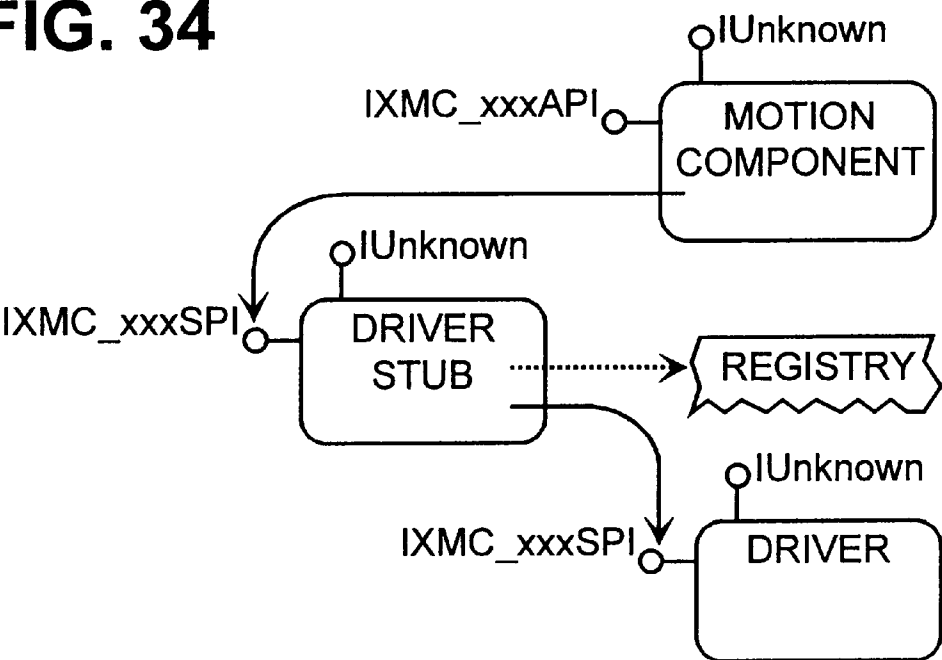 FIG. 34
IUnknown
IXMC_xxxAPI
MOTION
COMPONENT
IUnknown
IXMC_xxxSPI
DRIVER
STUB
REGISTRY
IUnknown
IXMC_xxxSPI
DRIVER